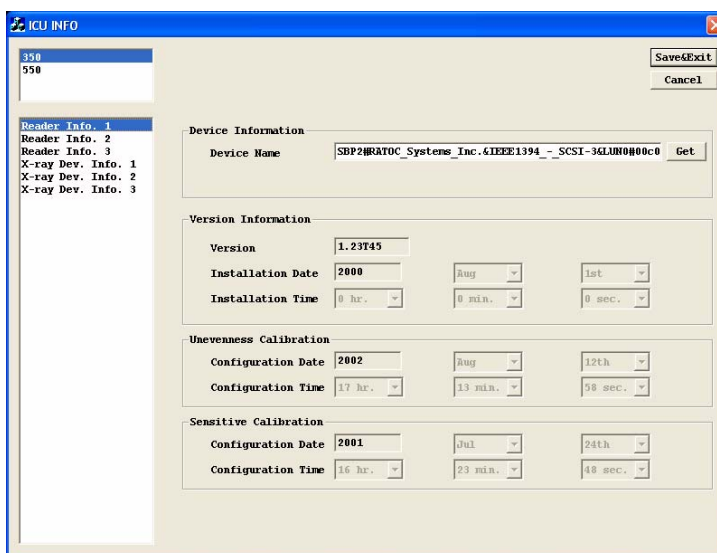 ICU INFO
350
550
Save&Exit
Cancel
Reader Info. 1
Reader Info. 2
Reader Info. 3
X-ray Dev. Info. 1
X-ray Dev. Info. 2
X-ray Dev. Info. 3
Device Information
Device Name SBP2#RATOC_Systems_Inc.&IEEE1394_-_SCSI-3&LUN0#00c0 Get
Version Information
Version 1.23T45
Installation Date 2000 Aug 1st
Installation Time 0 hr. 0 min. 0 sec.
Unevenness Calibration
Configuration Date 2002 Aug 12th
Configuration Time 17 hr. 13 min. 58 sec.
Sensitive Calibration
Configuration Date 2001 Jul 24th
Configuration Time 16 hr. 23 min. 48 sec.